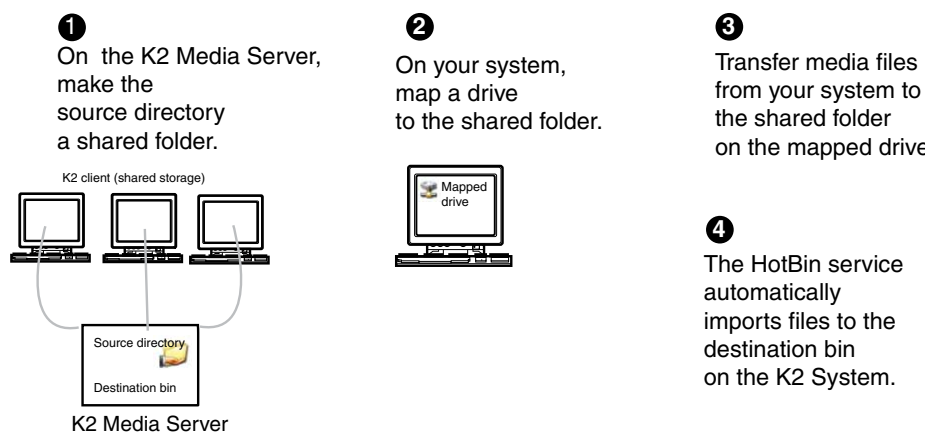 1
On the K2 Media Server,
make the
source directory
a shared folder.
K2 client (shared storage)
Source directory
Destination bin
K2 Media Server
2
On your system,
map a drive
to the shared folder.
Mapped
drive
3
Transfer media files
from your system to
the shared folder
on the mapped drive
4
The HotBin service
automatically
imports files to the
destination bin
on the K2 System.